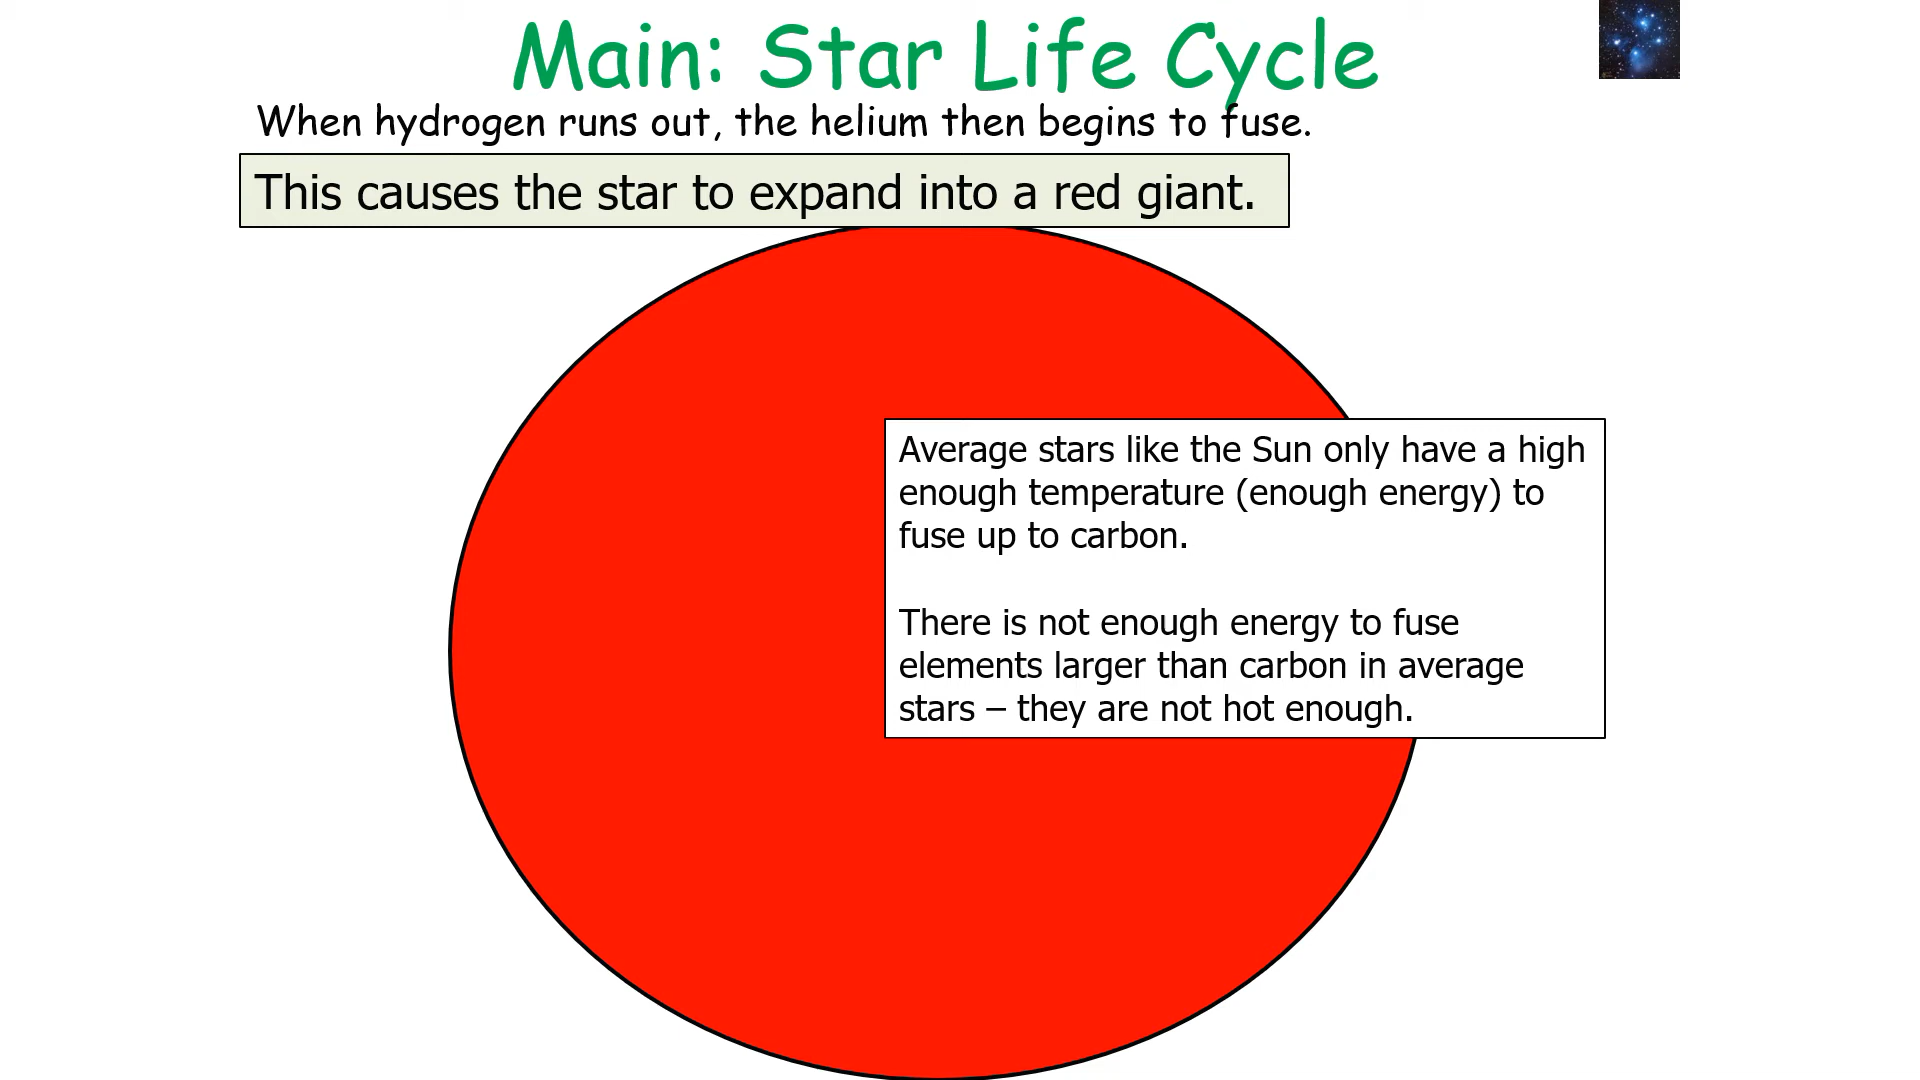 Main: Star Life Cycle
When hydrogen runs out, the helium then begins to fuse.
This causes the star to expand into a red giant.
Average stars like the Sun only have a high
enough temperature (enough energy) to
fuse up to carbon.
There is not enough energy to fuse
elements larger than carbon in average
stars – they are not hot enough.